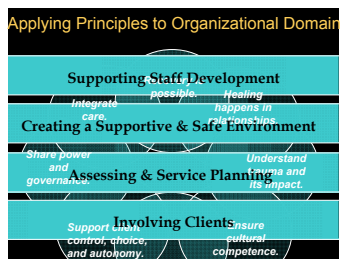 Applying Principles to Organizational Domain
Supporting Staff Development
possible.
Healing
happens in
relationships.
Integrate
care.
Creating a Supportive & Safe Environment
Share power
and
governance.
Understand
trauma and
its impact.
Assessing & Service Planning
Involving Clients
Support client
control, choice,
and autonomy.
Ensure
cultural
competence.